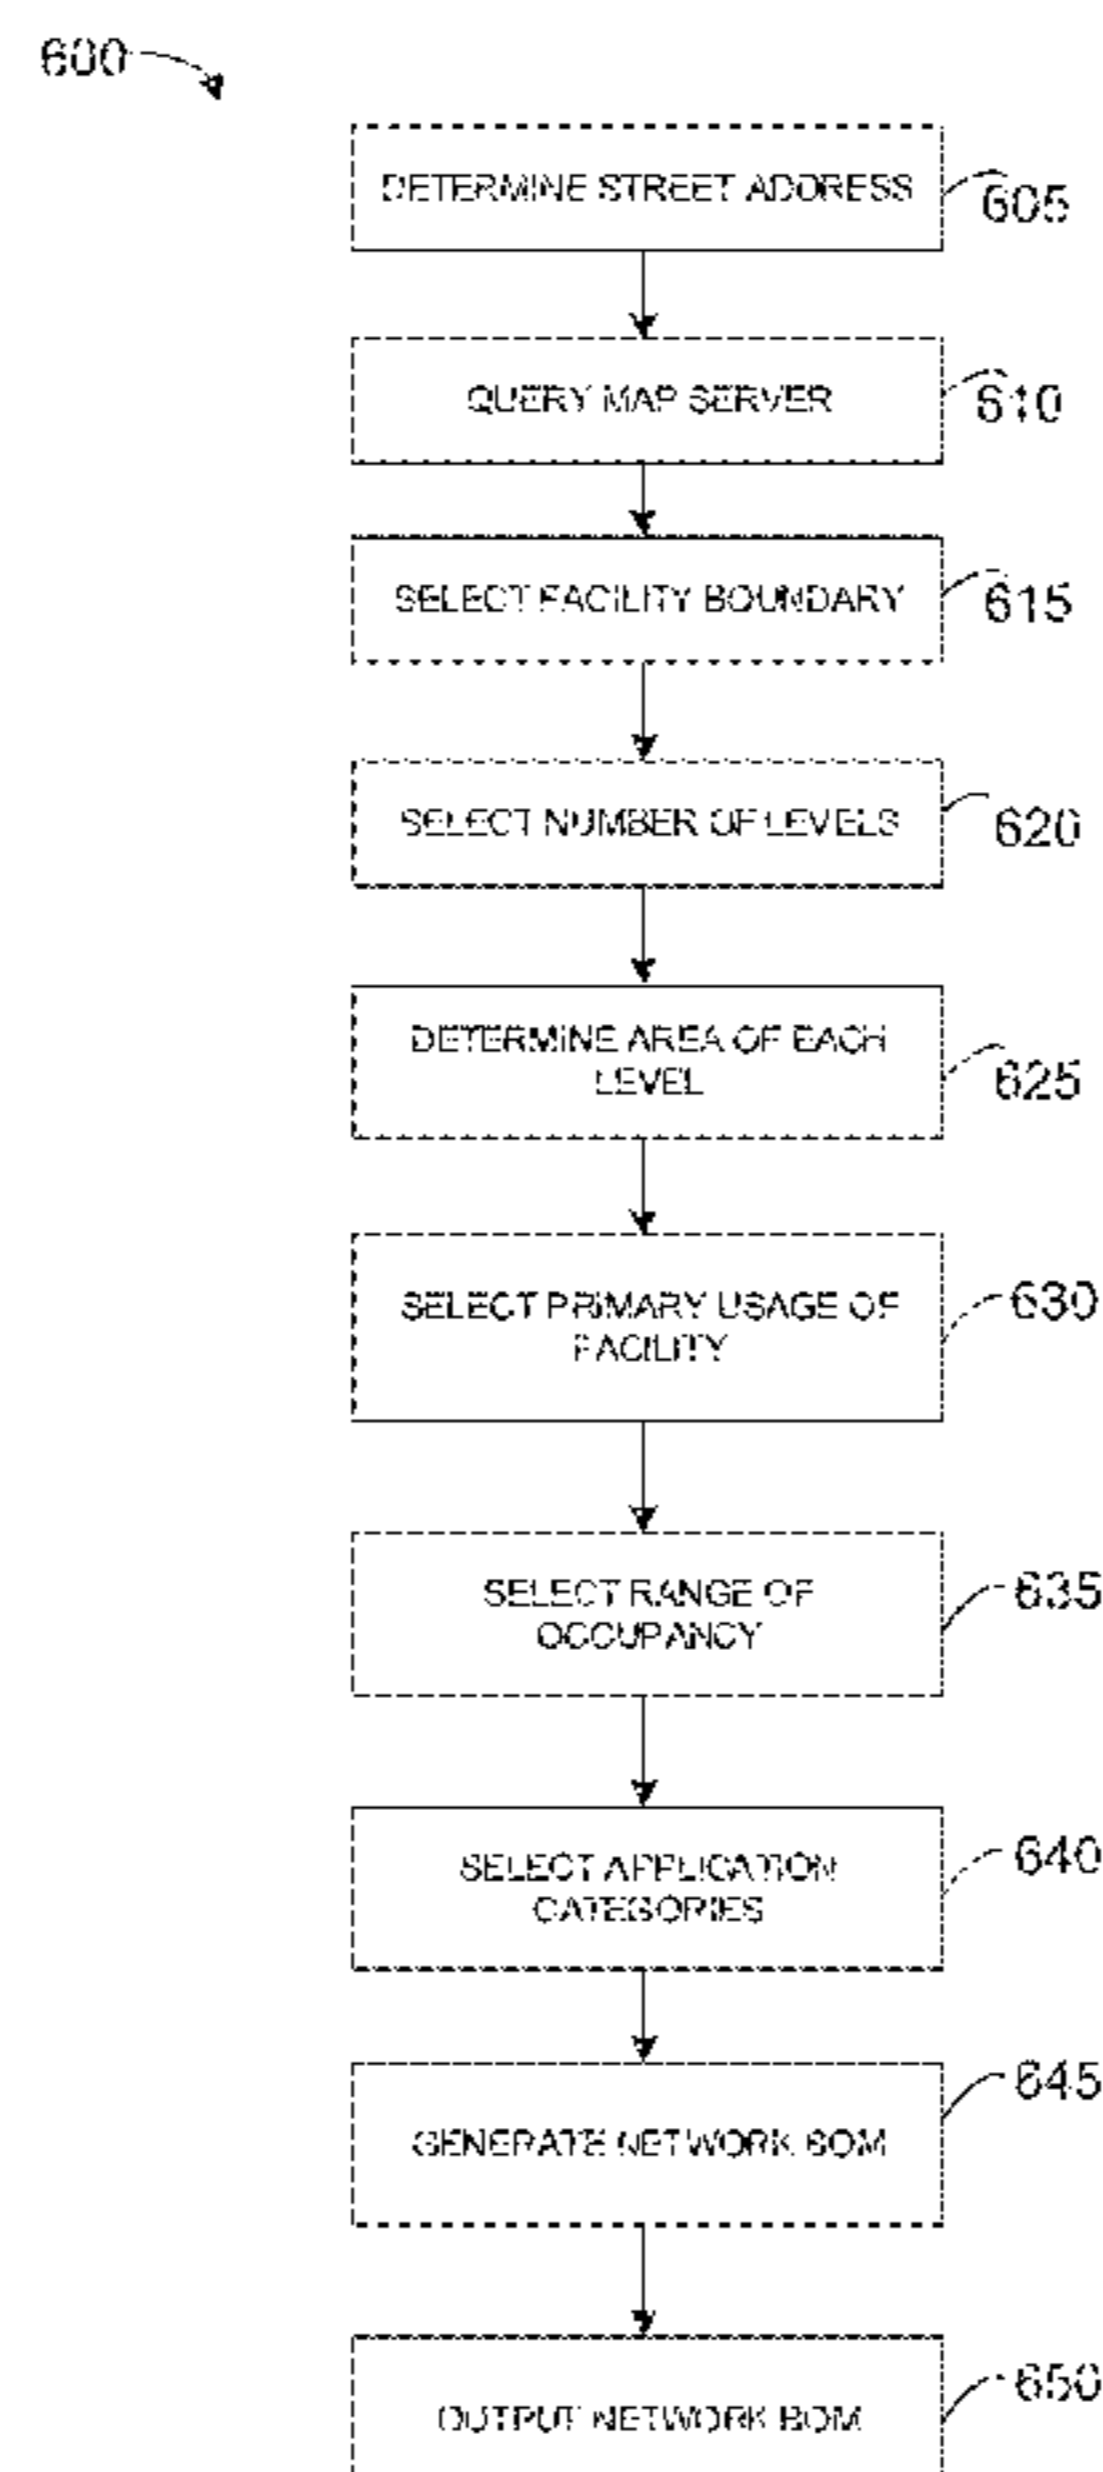 600
DETERMINE STREET ADDRESS
605
QUERY MAP SERVER
610
SELECT FACILITY BOUNDARY
615
SELECT NUMBER OF LEVELS
620
DETERMINE AREA OF EACH
LEVEL
625
SELECT PRIMARY USAGE OF
FACILITY
630
SELECT RANGE OF
OCCUPANCY
635
SELECT APPLICATION
CATEGORIES
640
GENERATE NETWORK BOM
645
OUTPUT NETWORK BOM
650